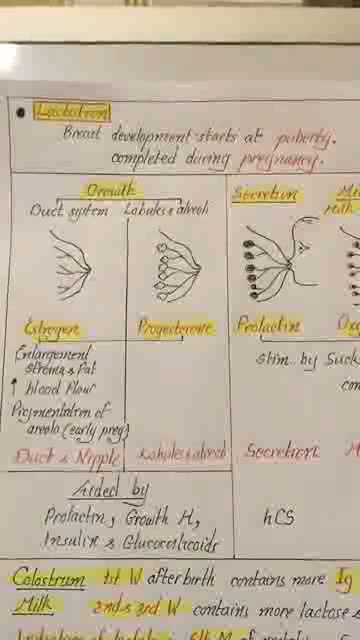 Lactation
Breast development starts at puberty.
completed during pregnancy.
Growth
Duct system Lobules & alveoli
Secretion
Milk
Estrogen
Progesterone
Prolactin
Enlargement
stroma & Fat
↑ blood flow
Pigmentation of
areola (early preg)
Stim. by Suck
Duct & Nipple
Lobules & alveoli
Secretion
Aided by
Prolactin, Growth H,
Insulin & Glucocorticoids
hCS
Colostrum 1st W after birth contains more Ig
Milk 2nd & 3rd W contains more lactose &